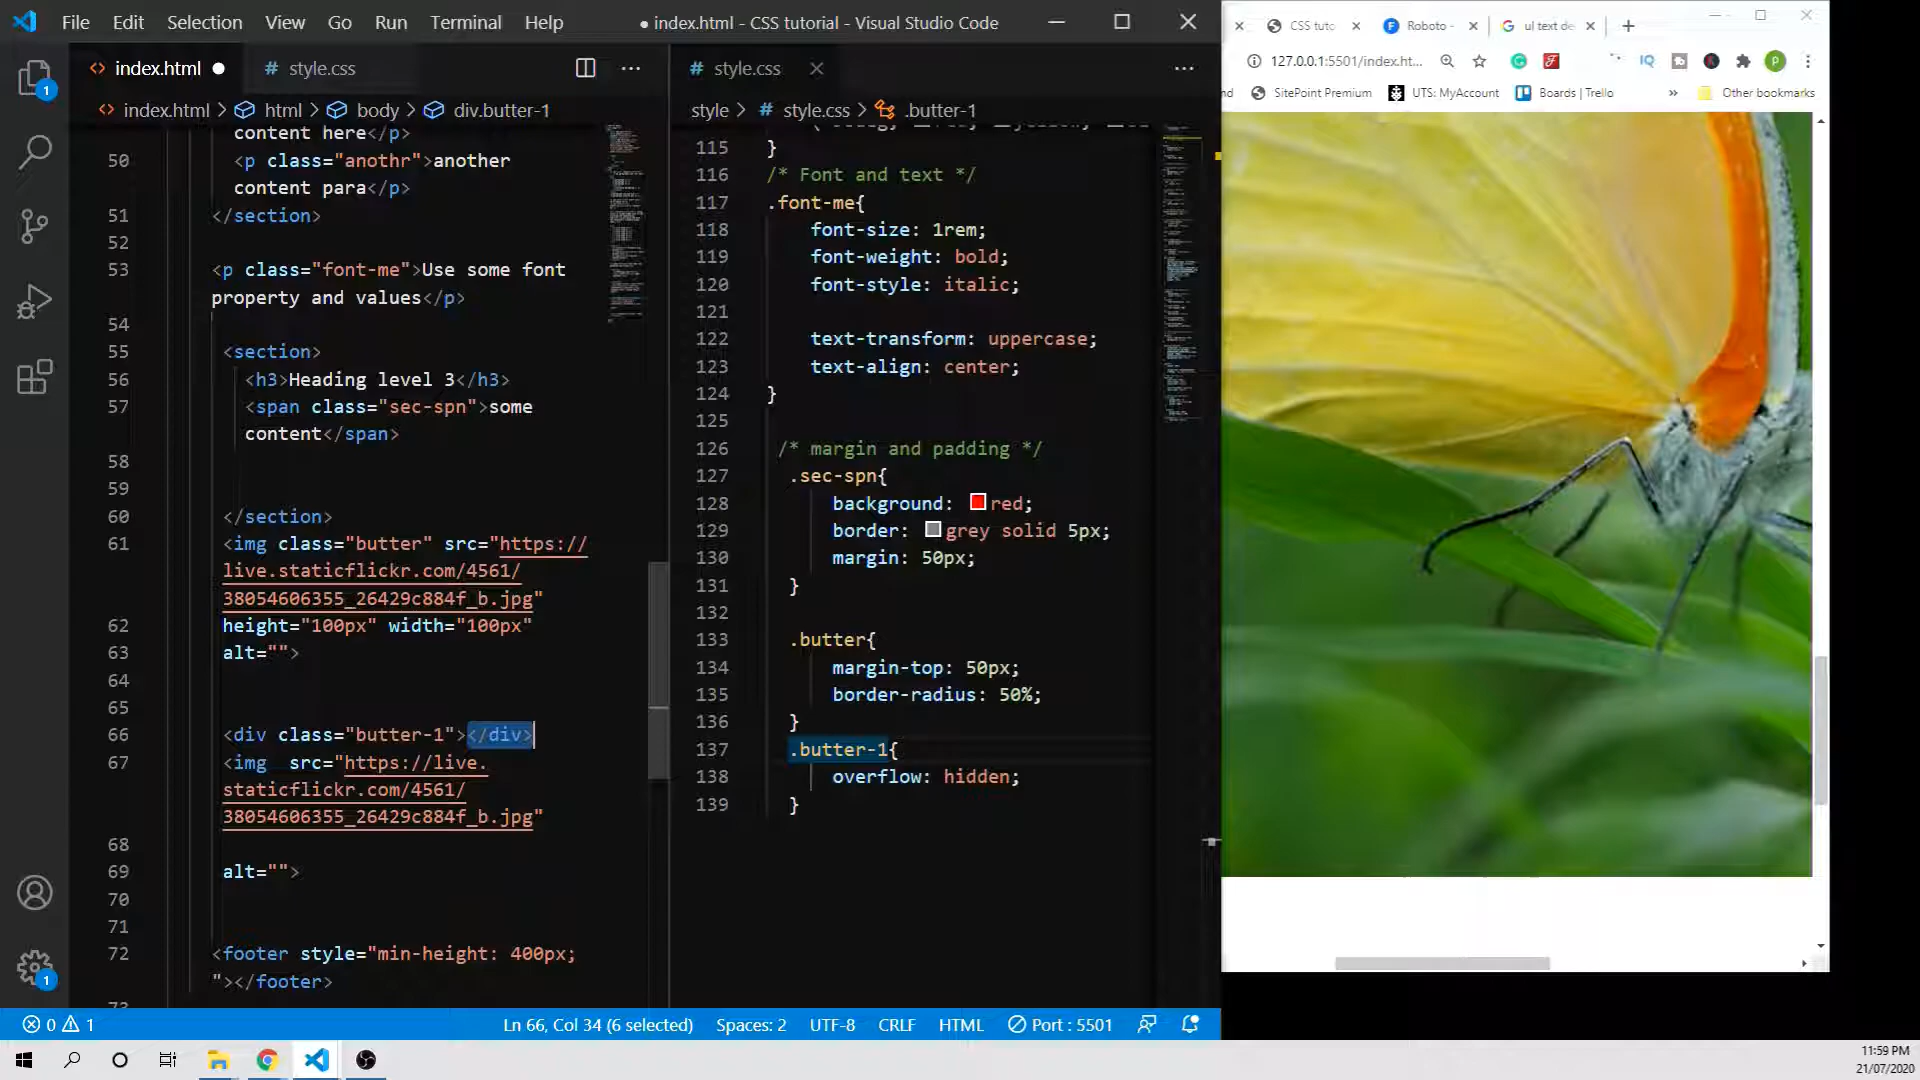 File Edit Selection View Go Run Terminal Help ● index.html - CSS tutorial - Visual Studio Code
CSS tuto Roboto - ul text de
index.html style.css style.css
127.0.0.1:5501/index.ht...
SitePoint Premium UTS: MyAccount Boards | Trello » Other bookmarks
index.html > html > body > div.butter-1
style > style.css > .butter-1
content here</p>
50 <p class="anothr">another
content para</p>
51 </section>
52
53 <p class="font-me">Use some font
property and values</p>
54
55 <section>
56 <h3>Heading level 3</h3>
57 <span class="sec-spn">some
content</span>
58
59
60 </section>
61 <img class="butter" src="https://
live.staticflickr.com/4561/
38054606355_26429c884f_b.jpg"
62 height="100px" width="100px"
63 alt="">
64
65
66 <div class="butter-1"></div>
67 <img  src="https://live.
staticflickr.com/4561/
38054606355_26429c884f_b.jpg"
68
69 alt="">
70
71
72 <footer style="min-height: 400px;
"></footer>
73
115 }
116 /* Font and text */
117 .font-me{
118 font-size: 1rem;
119 font-weight: bold;
120 font-style: italic;
121
122 text-transform: uppercase;
123 text-align: center;
124 }
125
126 /* margin and padding */
127 .sec-spn{
128 background: red;
129 border: grey solid 5px;
130 margin: 50px;
131 }
132
133 .butter{
134 margin-top: 50px;
135 border-radius: 50%;
136 }
137 .butter-1{
138 overflow: hidden;
139 }
1
1
0 1 Ln 66, Col 34 (6 selected) Spaces: 2 UTF-8 CRLF HTML Port : 5501
11:59 PM
21/07/2020